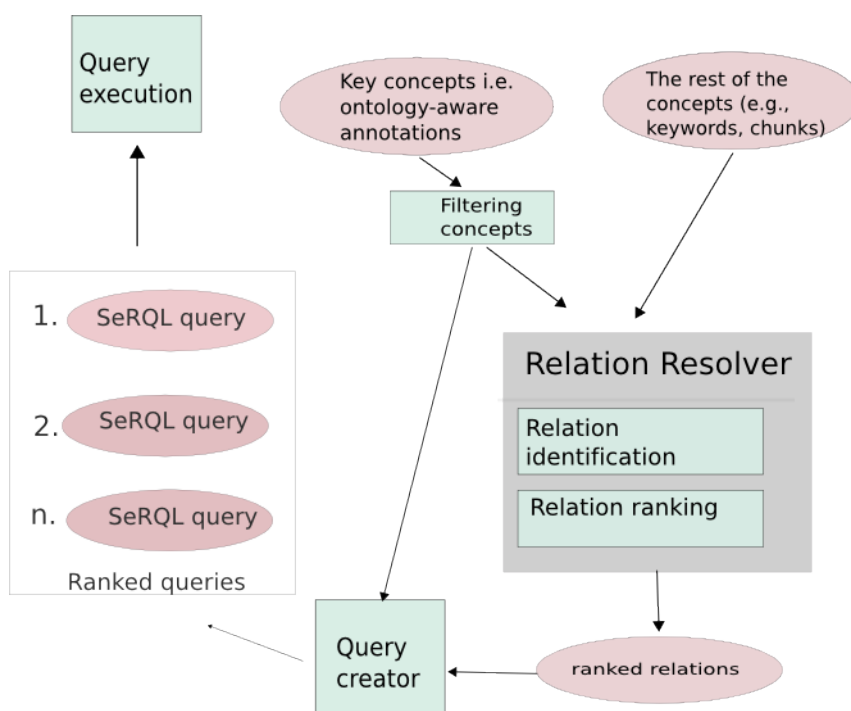 Query
execution
Key concepts i.e.
ontology-aware
annotations
The rest of the
concepts (e.g.,
keywords, chunks)
Filtering
concepts
1. SeRQL query
2. SeRQL query
n. SeRQL query
Ranked queries
Relation Resolver
Relation
identification
Relation ranking
Query
creator
ranked relations